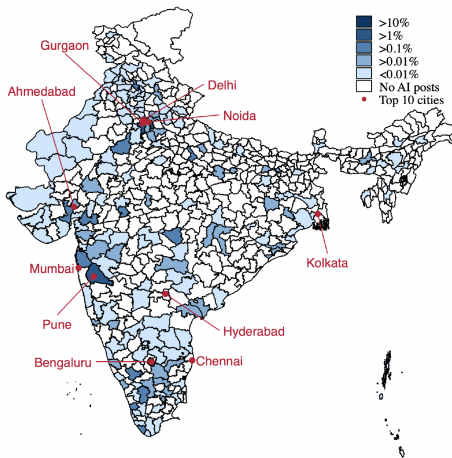 >10%
>1%
>0.1%
>0.01%
<0.01%
No AI posts
Top 10 cities
Gurgaon
Delhi
Ahmedabad
Noida
Kolkata
Mumbai
Pune
Hyderabad
Bengaluru
Chennai